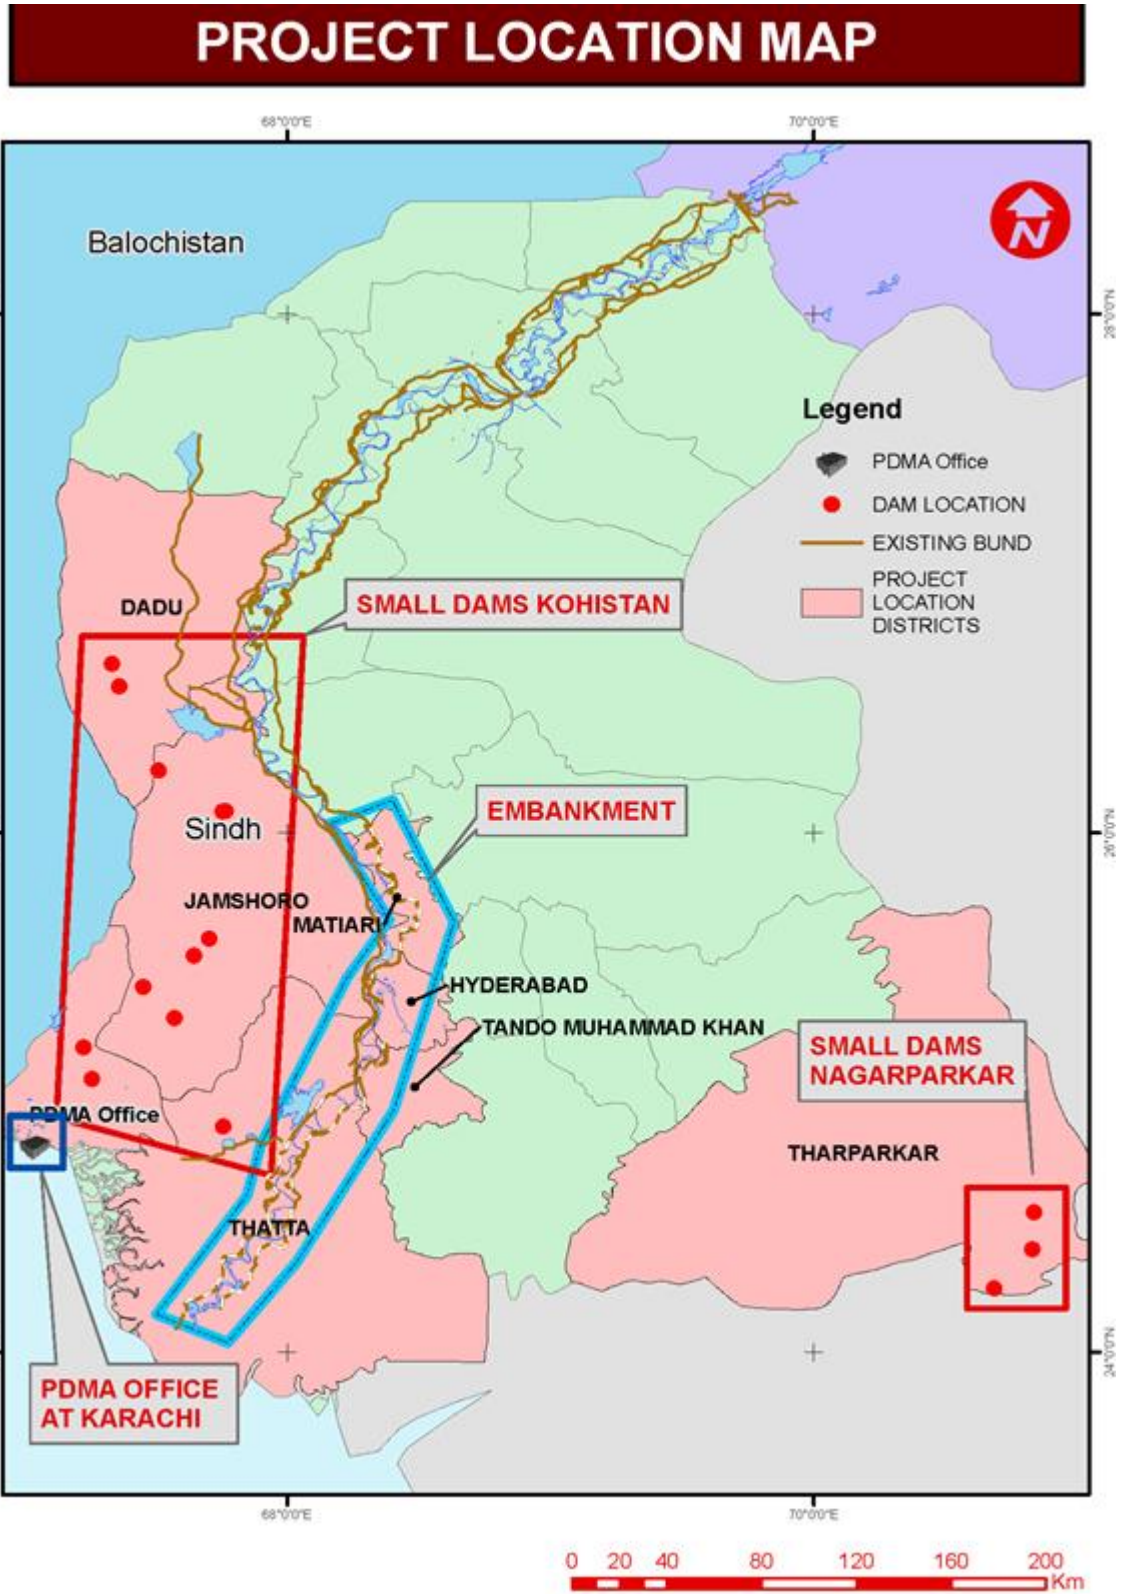 PROJECT LOCATION MAP
68°0'0"E
70°0'0"E
Balochistan
N
28°0'0"N
Legend
PDMA Office
DAM LOCATION
EXISTING BUND
PROJECT
LOCATION
DISTRICTS
DADU
SMALL DAMS KOHISTAN
EMBANKMENT
Sindh
26°0'0"N
JAMSHORO
MATIARI
HYDERABAD
TANDO MUHAMMAD KHAN
SMALL DAMS
NAGARPARKAR
PDMA Office
THARPARKAR
THATTA
24°0'0"N
PDMA OFFICE
AT KARACHI
68°0'0"E
70°0'0"E
0 20 40 80 120 160 200
Km